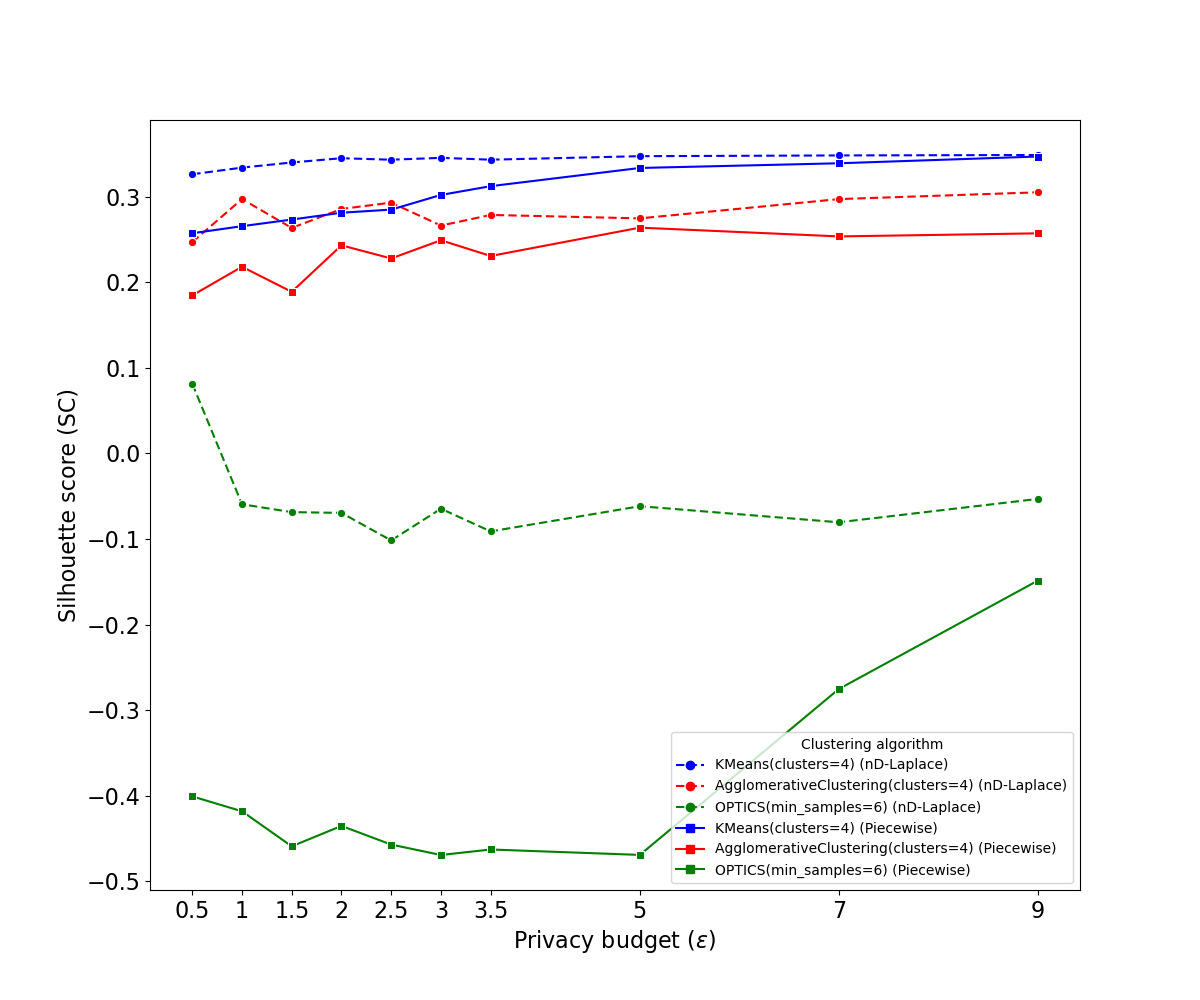 0.3
0.2
0.1
0.0
−0.1
−0.2
−0.3
−0.4
−0.5
Silhouette score (SC)
0.5 1 1.5 2 2.5 3 3.5 5 7 9
Privacy budget (ε)
Clustering algorithm
KMeans(clusters=4) (nD-Laplace)
AgglomerativeClustering(clusters=4) (nD-Laplace)
OPTICS(min_samples=6) (nD-Laplace)
KMeans(clusters=4) (Piecewise)
AgglomerativeClustering(clusters=4) (Piecewise)
OPTICS(min_samples=6) (Piecewise)